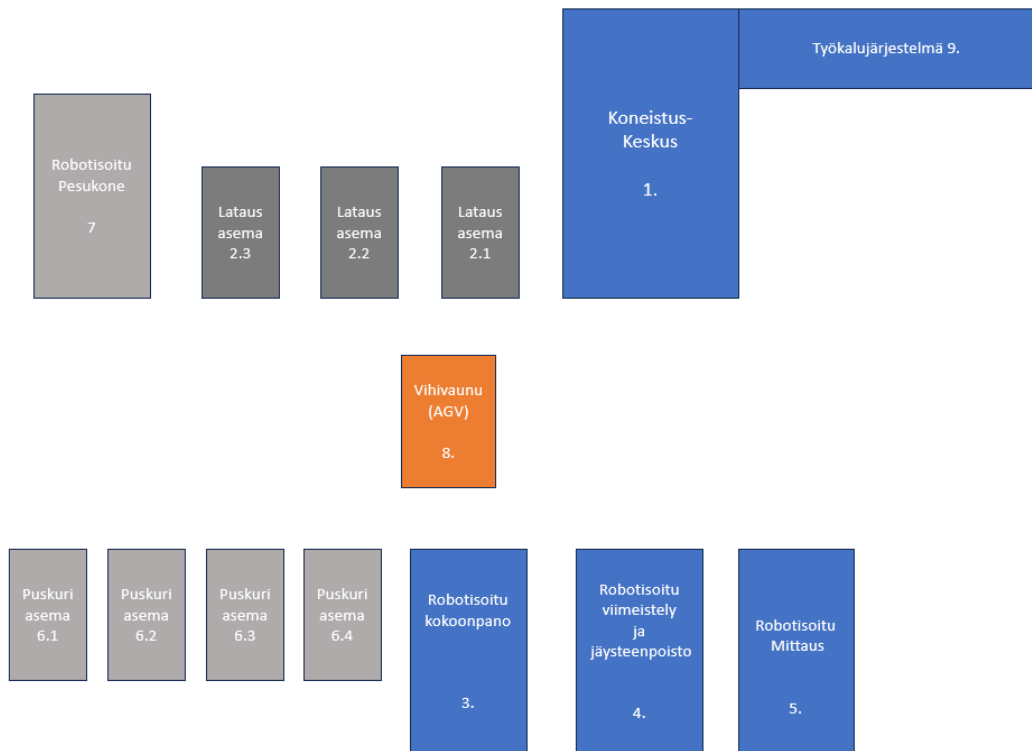 Työkalujärjestelmä 9.
Koneistus-
Keskus
1.
Robotisoitu
Pesukone
7
Lataus
asema
2.3
Lataus
asema
2.2
Lataus
asema
2.1
Vihivaunu
(AGV)
8.
Puskuri
asema
6.1
Puskuri
asema
6.2
Puskuri
asema
6.3
Puskuri
asema
6.4
Robotisoitu
kokoonpano
3.
Robotisoitu
viimeistely
ja
jäysteenpoisto
4.
Robotisoitu
Mittaus
5.